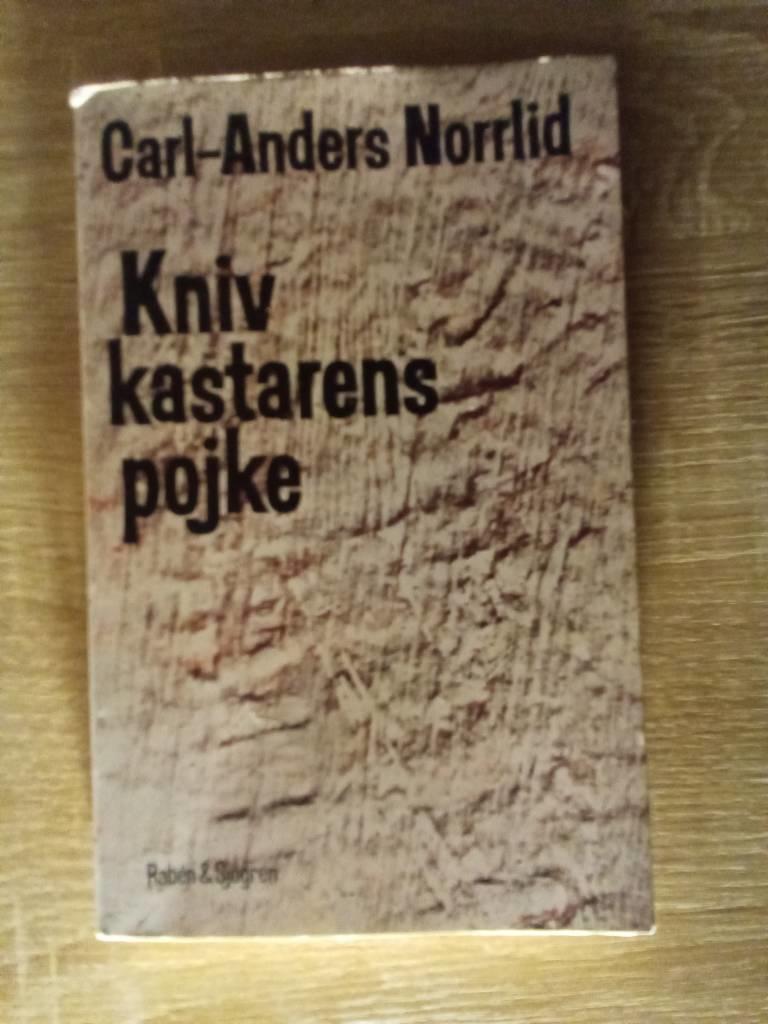 Carl-Anders Norrlid
Kniv
kastarens
pojke
Rabén & Sjögren